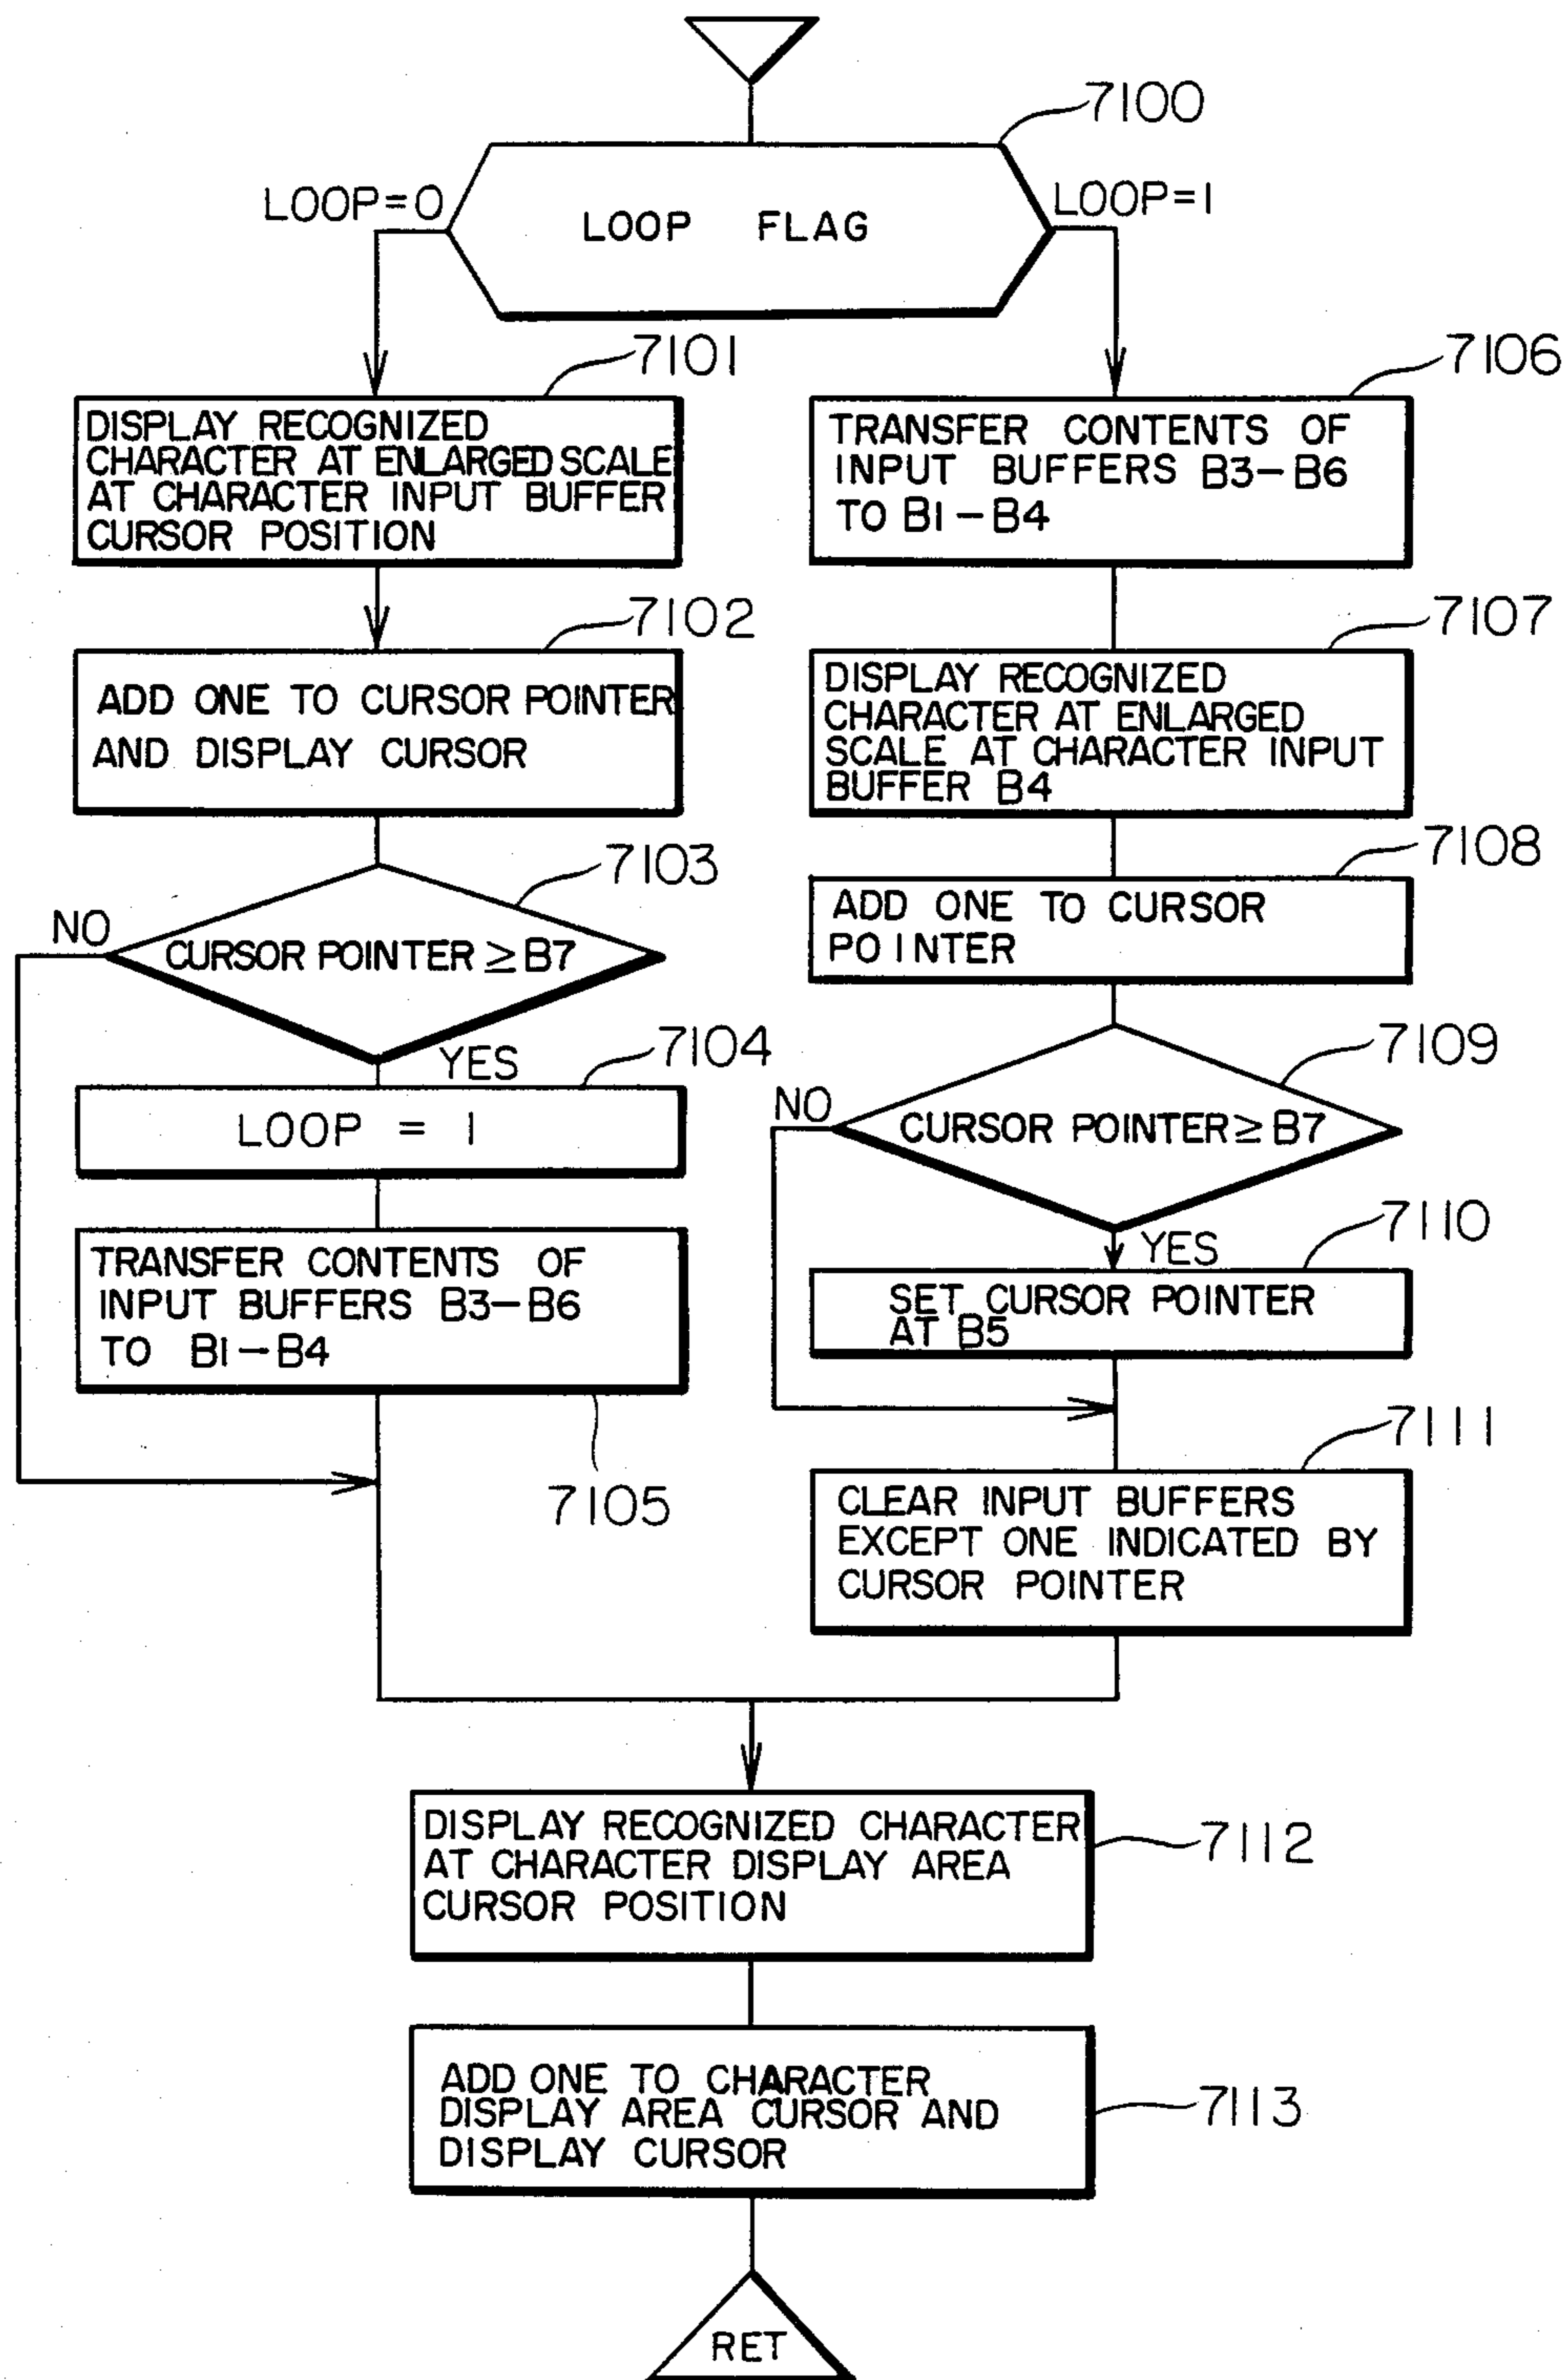 7100
LOOP=0
LOOP=1
LOOP FLAG
7101
DISPLAY RECOGNIZED
CHARACTER AT ENLARGED SCALE
AT CHARACTER INPUT BUFFER
CURSOR POSITION
7102
ADD ONE TO CURSOR POINTER
AND DISPLAY CURSOR
7103
NO
CURSOR POINTER ≥ B7
YES
7104
LOOP = 1
TRANSFER CONTENTS OF
INPUT BUFFERS B3-B6
TO B1-B4
7105
7106
TRANSFER CONTENTS OF
INPUT BUFFERS B3-B6
TO B1-B4
7107
DISPLAY RECOGNIZED
CHARACTER AT ENLARGED
SCALE AT CHARACTER INPUT
BUFFER B4
7108
ADD ONE TO CURSOR
POINTER
7109
NO
CURSOR POINTER ≥ B7
YES
7110
SET CURSOR POINTER
AT B5
7111
CLEAR INPUT BUFFERS
EXCEPT ONE INDICATED BY
CURSOR POINTER
DISPLAY RECOGNIZED CHARACTER
AT CHARACTER DISPLAY AREA
CURSOR POSITION
7112
ADD ONE TO CHARACTER
DISPLAY AREA CURSOR AND
DISPLAY CURSOR
7113
RET